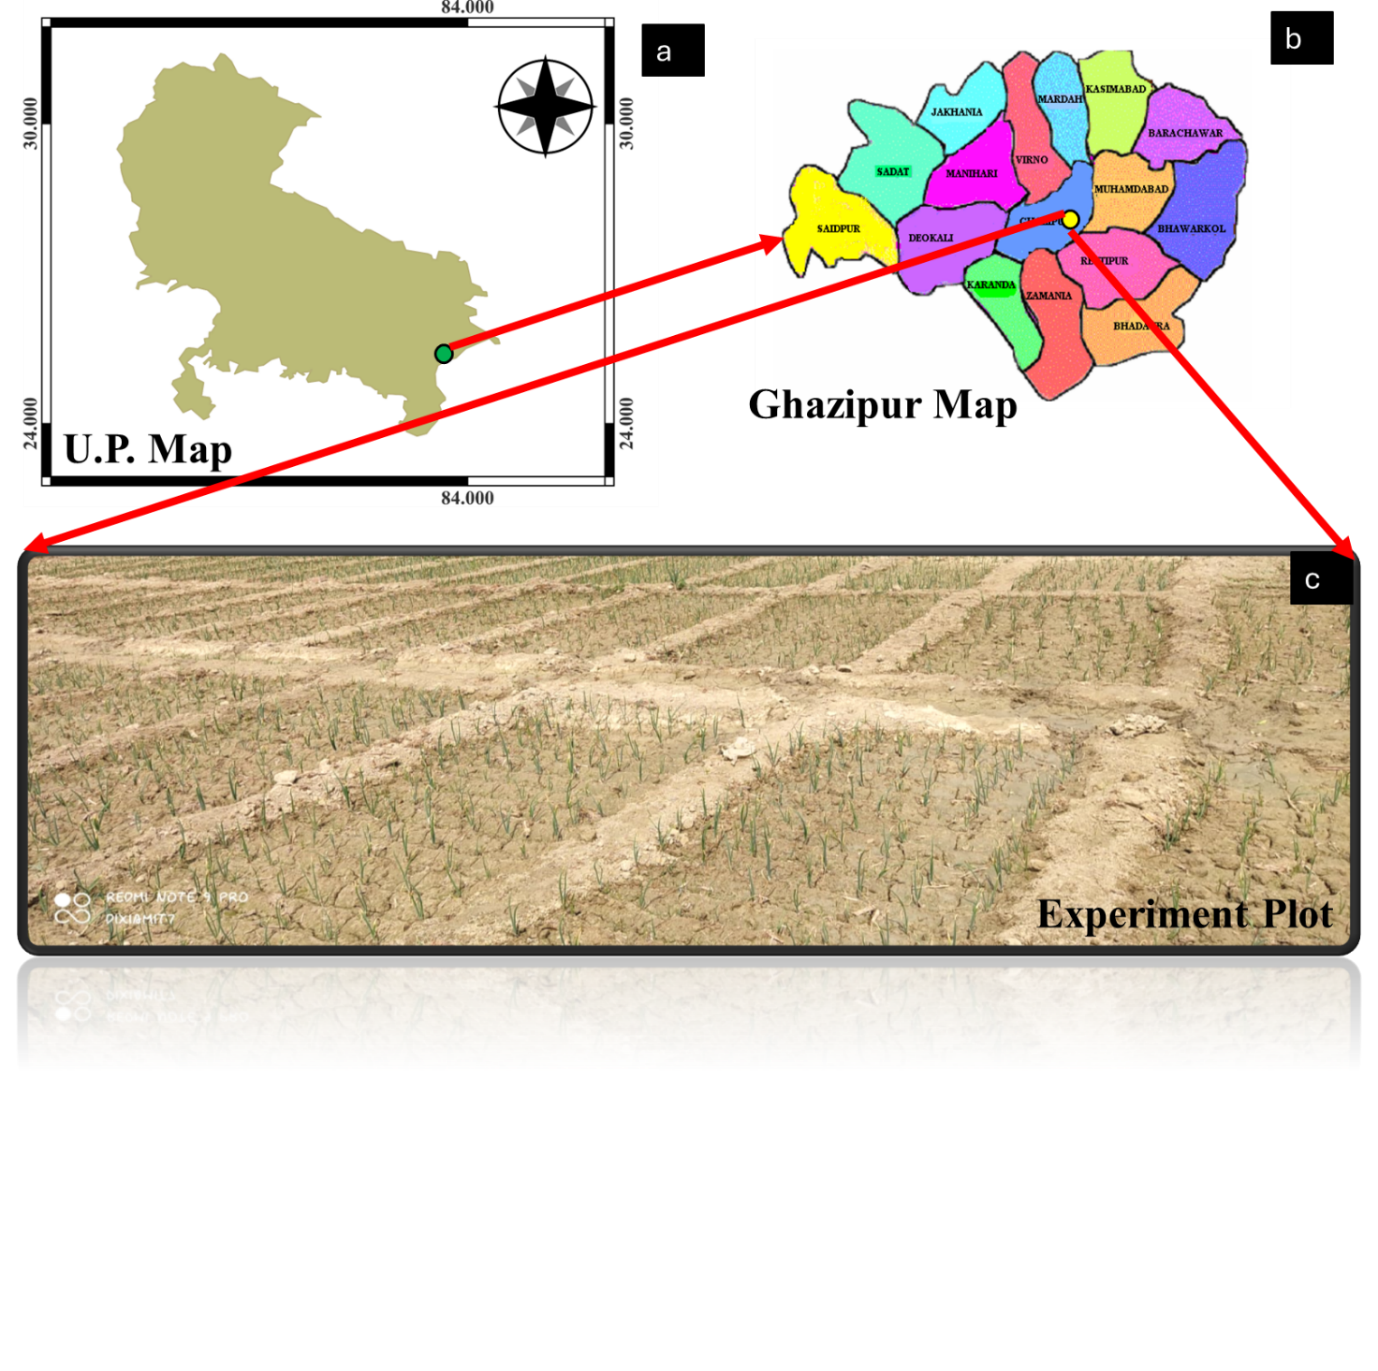 84.000
a
b
30.000
30.000
24.000
24.000
U.P. Map
84.000
JAKHANIA
MARDAH
KASIMABAD
BARACHAWAR
VIRNO
SADAT
MANIHARI
MUHAMDABAD
SAIDPUR
DEOKALI
BHAWARKOL
KARANDA
ZAMANIA
Ghazipur Map
c
REDMI NOTE 9 PRO
Experiment Plot